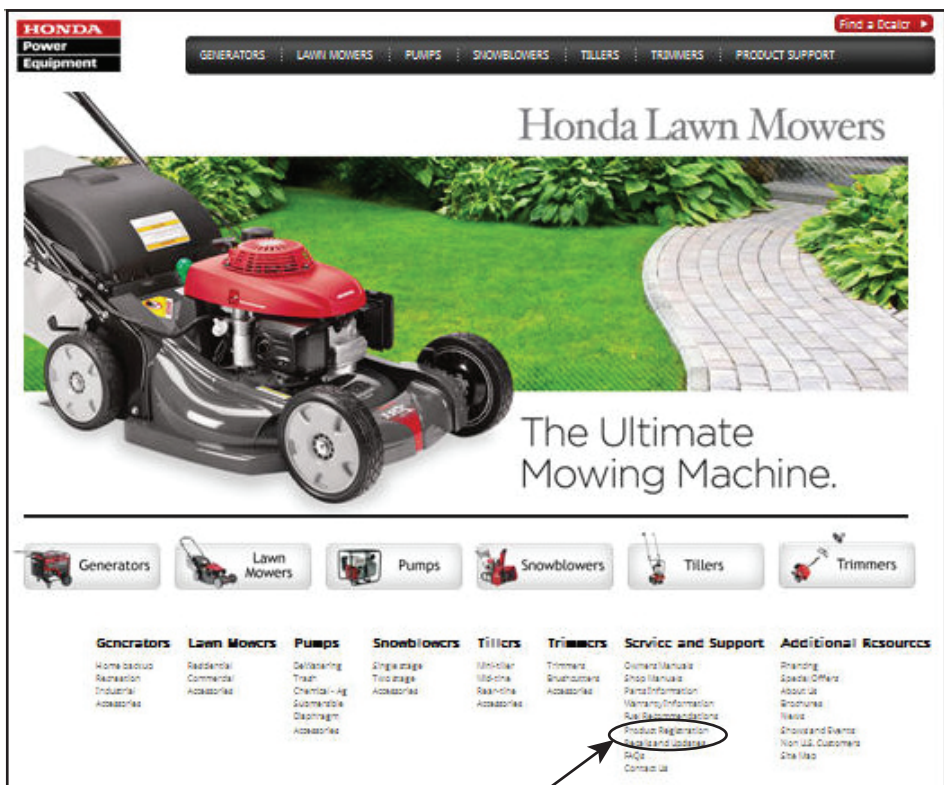 HONDA
Power
Equipment
Find a Dealer
GENERATORS LAWN MOWERS PUMPS SNOWBLOWERS TILLERS TRIMMERS PRODUCT SUPPORT
Honda Lawn Mowers
HONDA
HRX
The Ultimate
Mowing Machine.
Generators
Lawn
Mowers
Pumps
Snowblowers
Tillers
Trimmers
Generators
Home backup
Recreation
Industrial
Accessories
Lawn Mowers
Residential
Commercial
Accessories
Pumps
DeWatering
Trash
Chemical - Ag
Submersible
Diaphragm
Accessories
Snowblowers
Single stage
Two stage
Accessories
Tillers
Mini-tiller
Mid-tine
Rear-tine
Accessories
Trimmers
Trimmers
Brushcutters
Accessories
Service and Support
Owners Manuals
Shop Manuals
Parts Information
Warranty Information
Fuel Recommendations
Product Registration
Recalls and Updates
FAQs
Contact Us
Additional Resources
Financing
Special Offers
About Us
Brochures
News
Shows and Events
Non U.S. Customers
Site Map